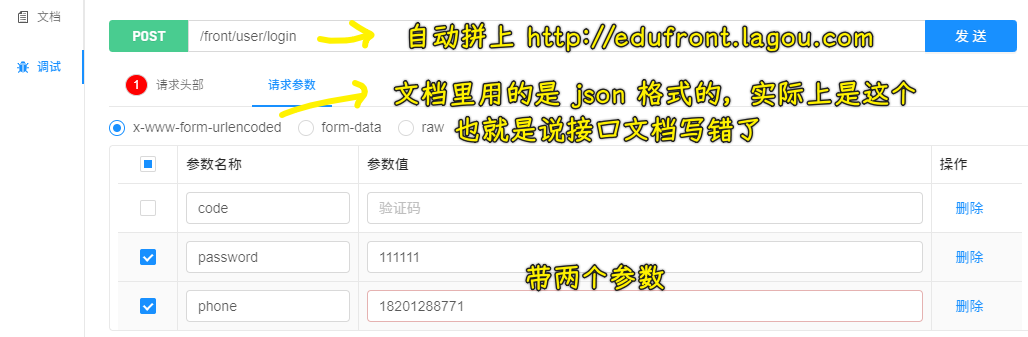 文档
调试
POST /front/user/login 自动拼上 http://edufront.lagou.com 发 送
1 请求头部 请求参数
文档里用的是 json 格式的，实际上是这个
x-www-form-urlencoded form-data raw 也就是说接口文档写错了
参数名称 参数值 操作
code 验证码 删除
password 111111 删除
带两个参数
phone 18201288771 删除